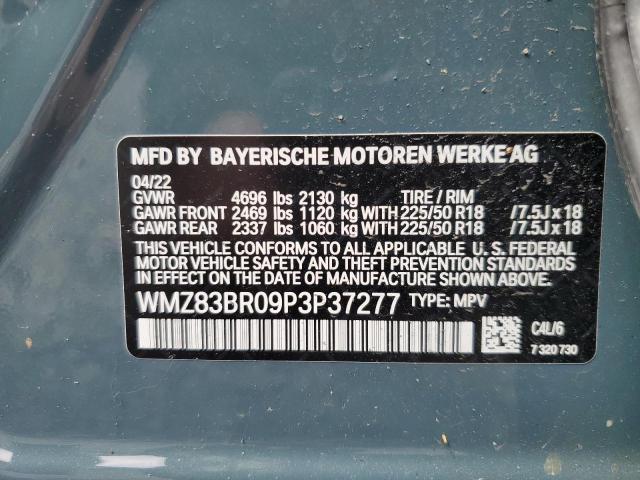 MFD BY BAYERISCHE MOTOREN WERKE AG
04/22
GVWR 4696 lbs 2130 kg TIRE / RIM
GAWR FRONT 2469 lbs 1120 kg WITH 225/50 R18 /7.5J x 18
GAWR REAR 2337 lbs 1060 kg WITH 225/50 R18 /7.5J x 18
THIS VEHICLE CONFORMS TO ALL APPLICABLE U. S. FEDERAL
MOTOR VEHICLE SAFETY AND THEFT PREVENTION STANDARDS
IN EFFECT ON THE DATE OF MANUFACTURE SHOWN ABOVE.
WMZ83BR09P3P37277 TYPE: MPV
C4L/6
7 320 730